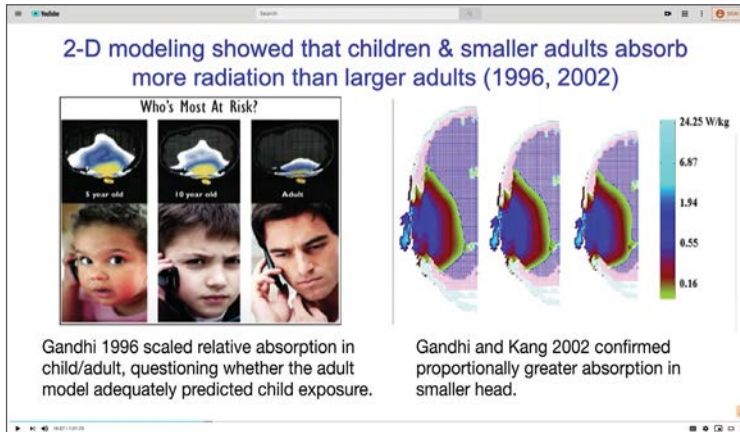 YouTube
Search
2-D modeling showed that children & smaller adults absorb
more radiation than larger adults (1996, 2002)
Who's Most At Risk?
5 year old
10 year old
Adult
24.25 W/kg
6.87
1.94
0.55
0.16
Gandhi 1996 scaled relative absorption in
child/adult, questioning whether the adult
model adequately predicted child exposure.
Gandhi and Kang 2002 confirmed
proportionally greater absorption in
smaller head.